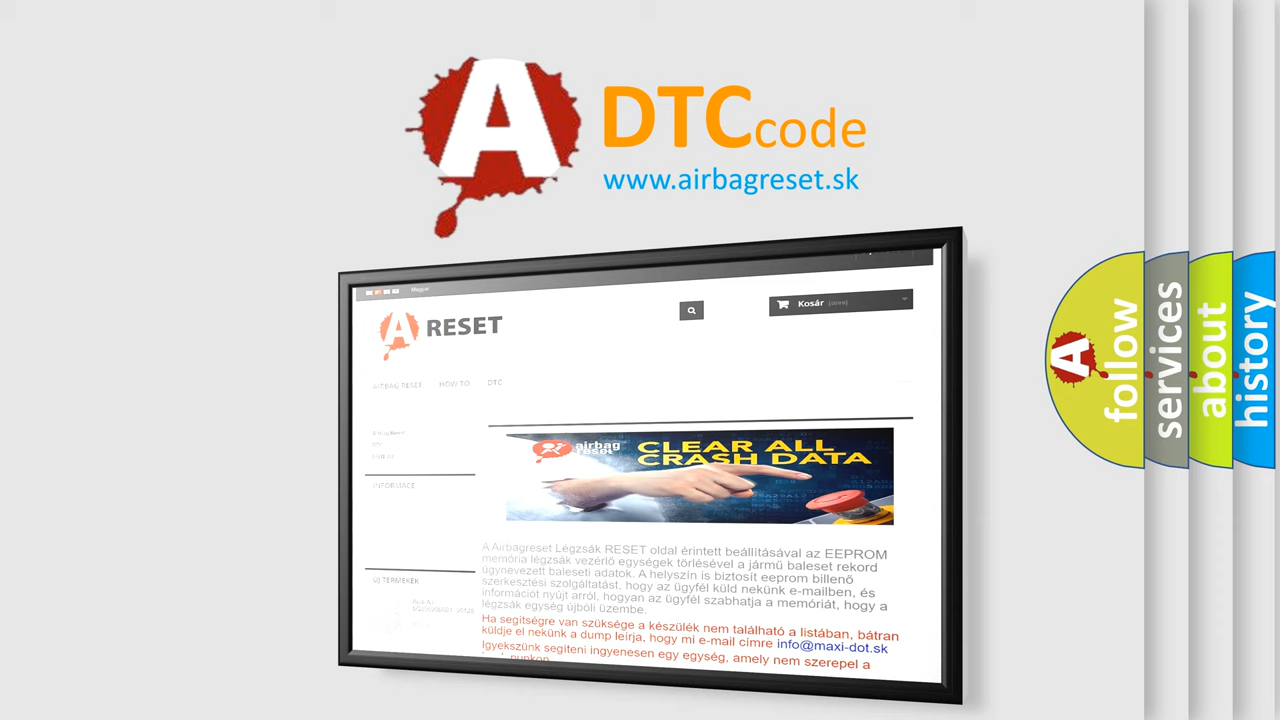 A
DTCcode
www.airbagreset.sk
Magyar
A RESET
Kosár (üres)
AIRBAG RESET HOW TO DTC
INFORMACE
airbag
reset
CLEAR ALL
CRASH DATA
A Airbagreset Légzsák RESET oldal érintett beállításával az EEPROM
memória légzsák vezérlő egységek törlésével a jármű baleset rekord
úgynevezett baleseti adatok. A helyszín is biztosít eeprom billenő
szerkesztési szolgáltatást, hogy az ügyfél küld nekünk e-mailben, és
információt nyújt arról, hogyan az ügyfél szabhatja a memóriát, hogy a
légzsák egység újbóli üzembe.
Ha segítségre van szüksége a készülék nem található a listában, bátran
küldje el nekünk a dump leírja, hogy mi e-mail címre info@maxi-dot.sk
Igyekszünk segíteni ingyenesen egy egység, amely nem szerepel a
ÚJ TERMÉKEK
A
follow
services
about
history